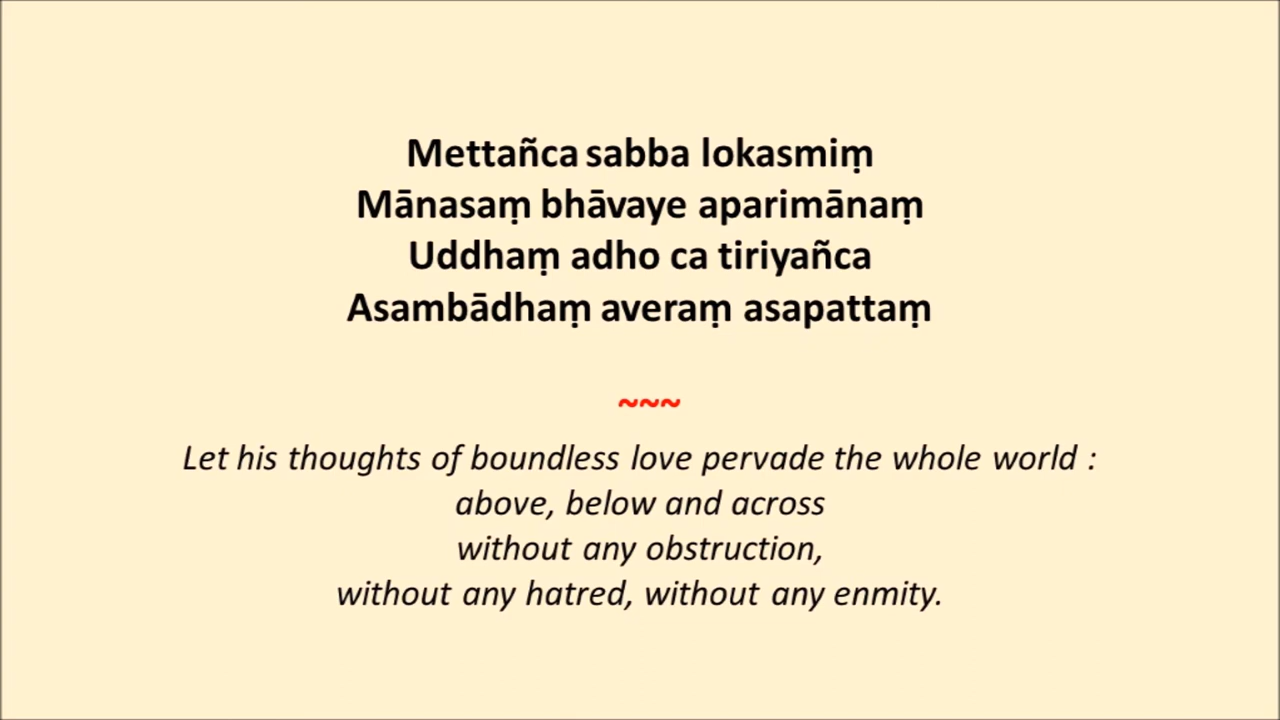 Mettañca sabba lokasmiṃ
Mānasaṃ bhāvaye aparimānaṃ
Uddhaṃ adho ca tiriyañca
Asambādhaṃ averaṃ asapattaṃ
~~~
Let his thoughts of boundless love pervade the whole world :
above, below and across
without any obstruction,
without any hatred, without any enmity.